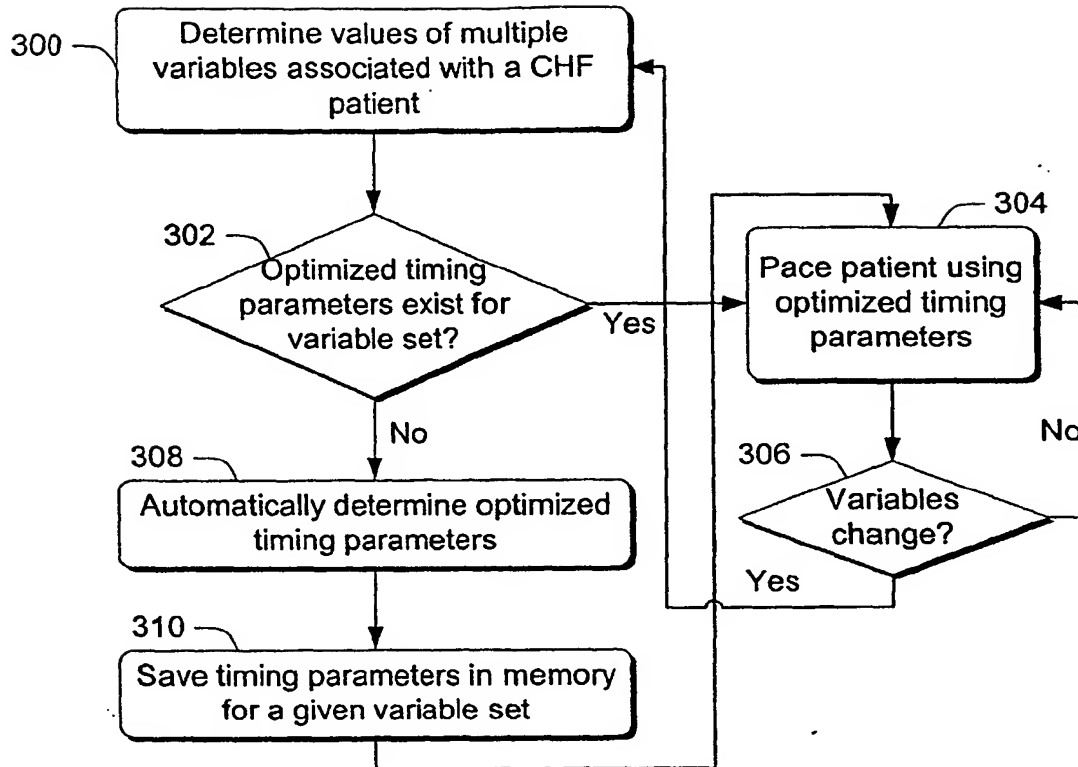 300
Determine values of multiple
variables associated with a CHF
patient
302
Optimized timing
parameters exist for
variable set?
Yes
No
304
Pace patient using
optimized timing
parameters
306
Variables
change?
No
Yes
308
Automatically determine optimized
timing parameters
310
Save timing parameters in memory
for a given variable set